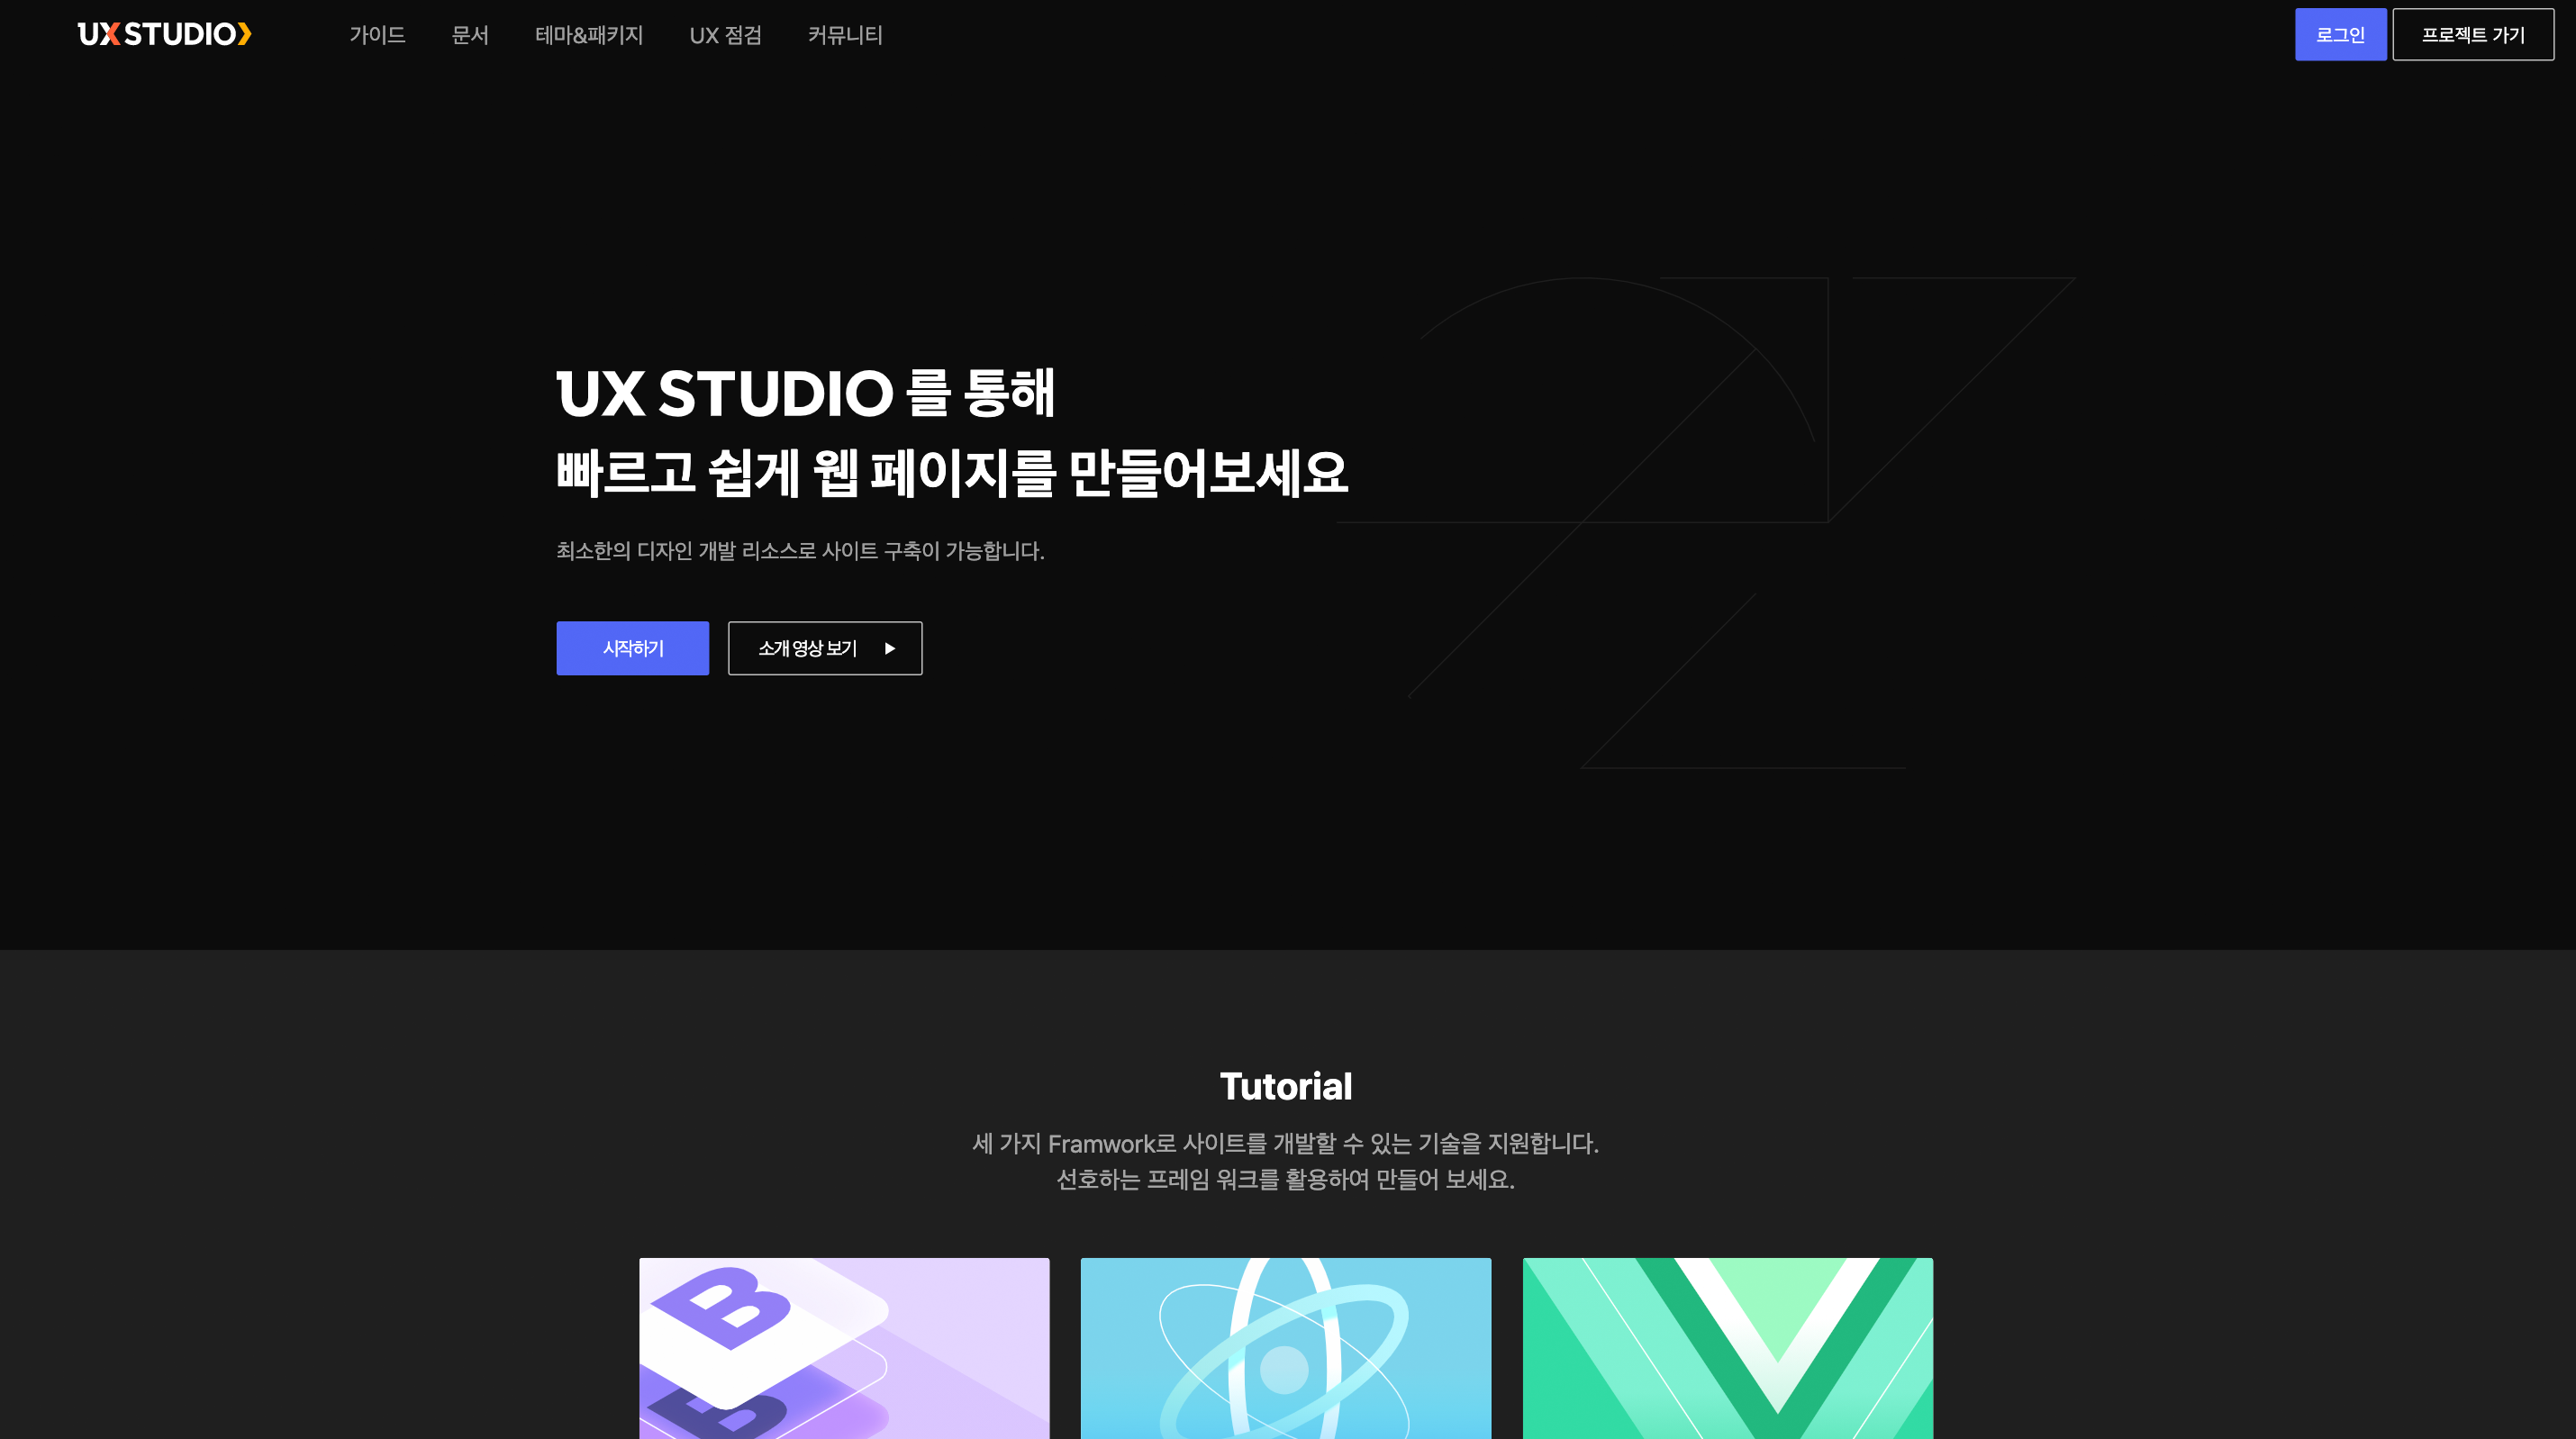 UX STUDIO
가이드
문서
테마&패키지
UX 점검
커뮤니티
로그인
프로젝트 가기
UX STUDIO 를 통해
빠르고 쉽게 웹 페이지를 만들어보세요
최소한의 디자인 개발 리소스로 사이트 구축이 가능합니다.
시작하기
소개 영상 보기
Tutorial
세 가지 Framwork로 사이트를 개발할 수 있는 기술을 지원합니다.
선호하는 프레임 워크를 활용하여 만들어 보세요.
B
B